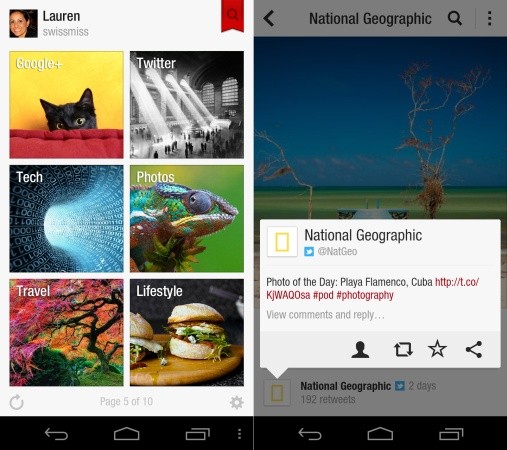 Lauren
swissmiss
Google+
Twitter
Tech
Photos
Travel
Lifestyle
Page 5 of 10
National Geographic
National Geographic
@NatGeo
Photo of the Day: Playa Flamenco, Cuba http://t.co/
KjWAQOsa #pod #photography
View comments and reply…
National Geographic 2 days
192 retweets